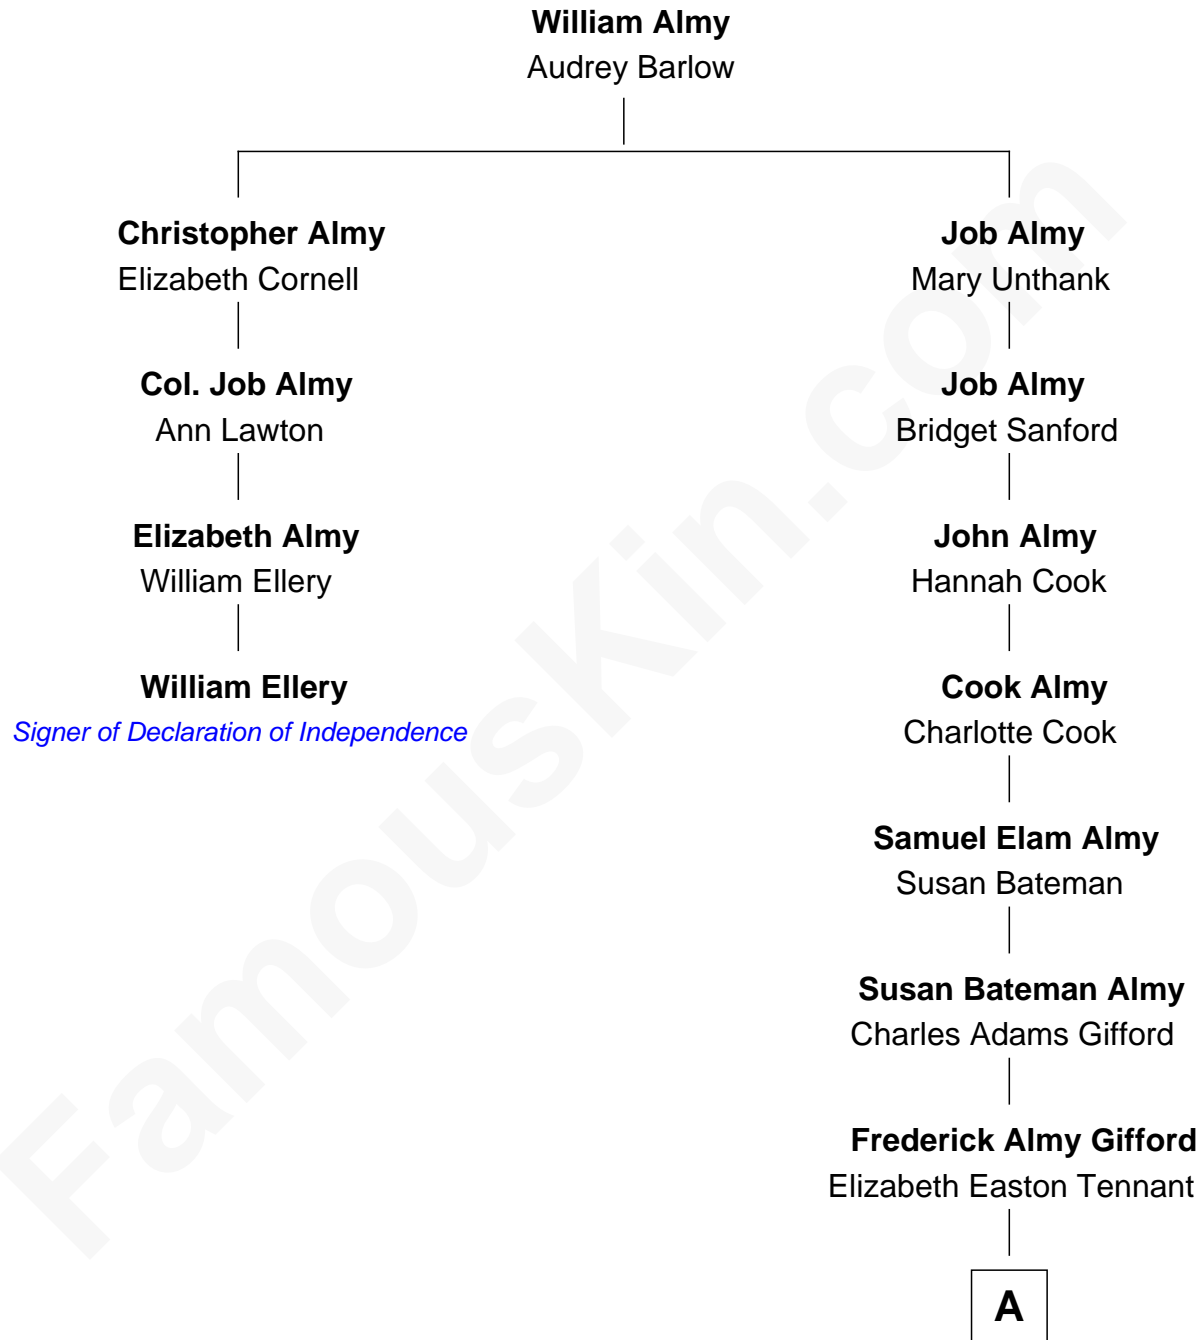 William Almy
Audrey Barlow
Christopher Almy
Elizabeth Cornell
Col. Job Almy
Ann Lawton
Elizabeth Almy
William Ellery
William Ellery
Signer of Declaration of Independence
Job Almy
Mary Unthank
Job Almy
Bridget Sanford
John Almy
Hannah Cook
Cook Almy
Charlotte Cook
Samuel Elam Almy
Susan Bateman
Susan Bateman Almy
Charles Adams Gifford
Frederick Almy Gifford
Elizabeth Easton Tennant
A
FamousKin.com